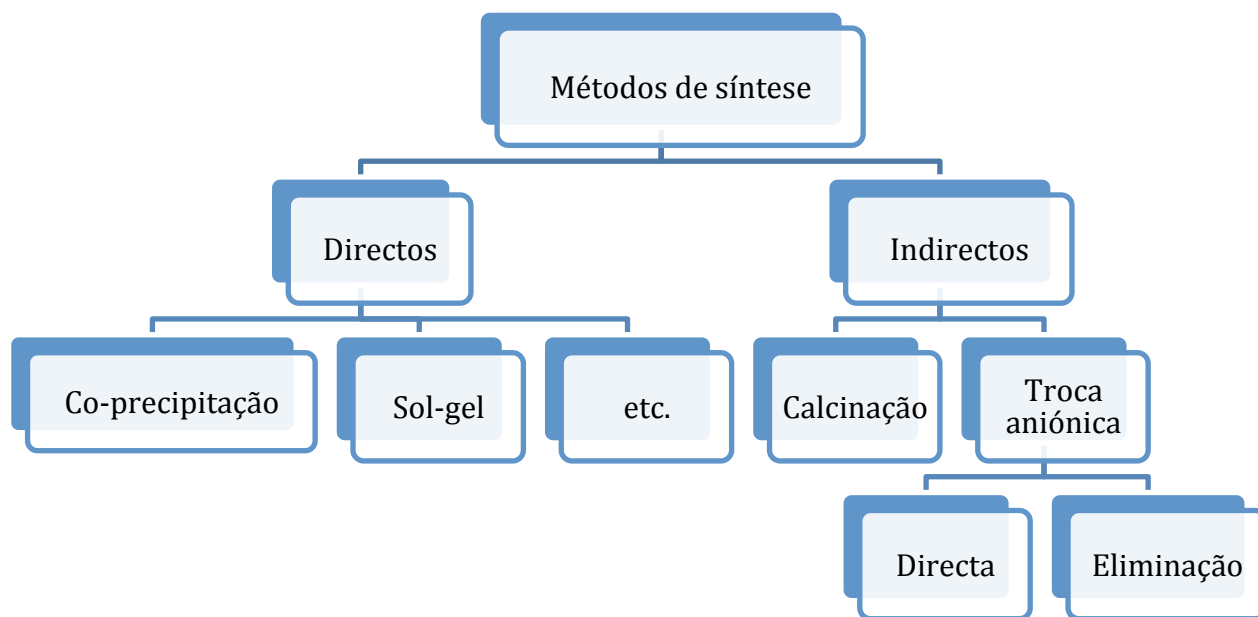 Métodos de síntese
Directos
Indirectos
Co-precipitação
Sol-gel
etc.
Calcinação
Troca
aniónica
Directa
Eliminação